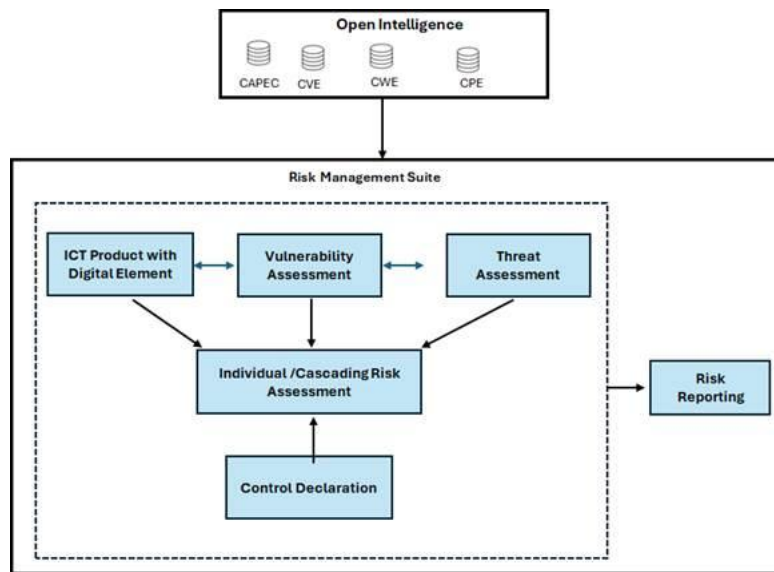 Open Intelligence
CAPEC CVE CWE CPE
Risk Management Suite
ICT Product with
Digital Element
Vulnerability
Assessment
Threat
Assessment
Individual /Cascading Risk
Assessment
Risk
Reporting
Control Declaration